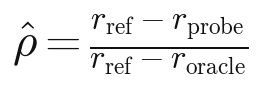 ρ̂ = (r_ref − r_probe) / (r_ref − r_oracle)